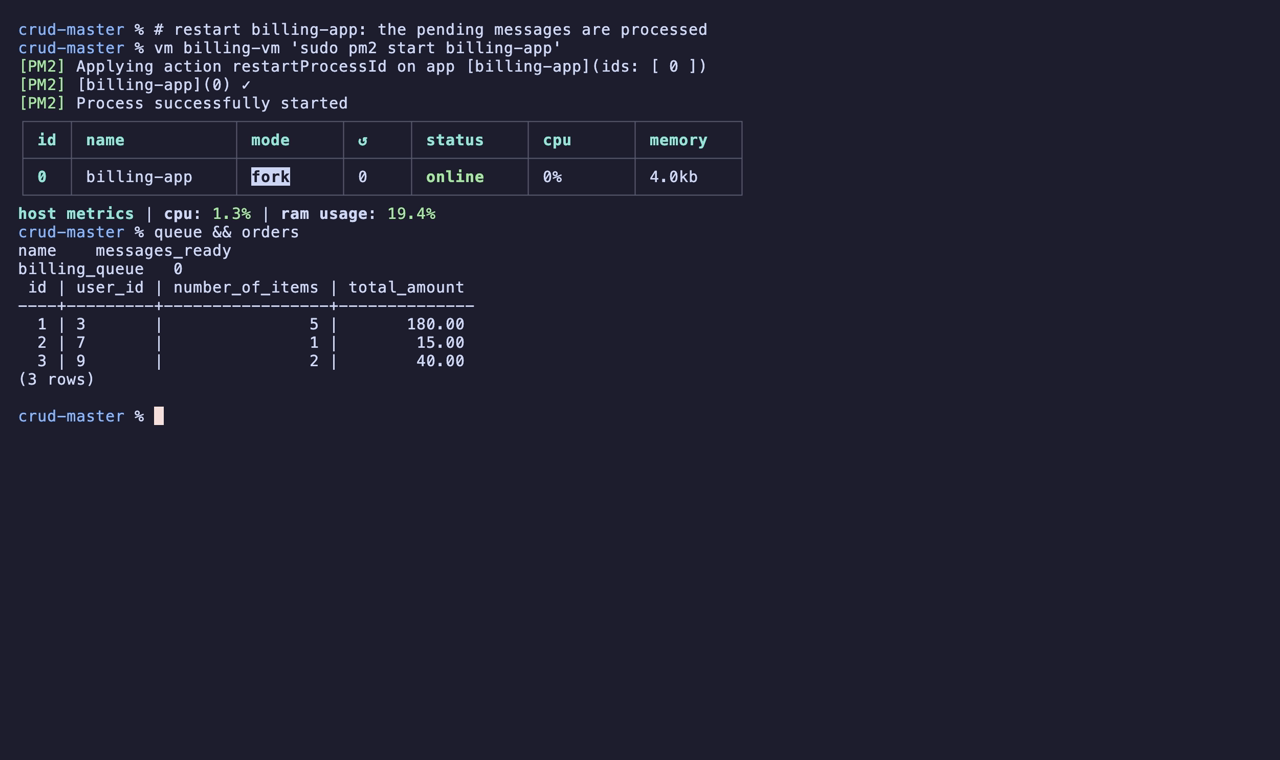 crud-master % # restart billing-app: the pending messages are processed
crud-master % vm billing-vm 'sudo pm2 start billing-app'
[PM2] Applying action restartProcessId on app [billing-app](ids: [ 0 ])
[PM2] [billing-app](0) ✓
[PM2] Process successfully started
id name mode ↺ status cpu memory
0 billing-app fork 0 online 0% 4.0kb
host metrics | cpu: 1.3% | ram usage: 19.4%
crud-master % queue && orders
name    messages_ready
billing_queue   0
 id | user_id | number_of_items | total_amount
----+---------+-----------------+--------------
  1 | 3       |               5 |       180.00
  2 | 7       |               1 |        15.00
  3 | 9       |               2 |        40.00
(3 rows)
crud-master %